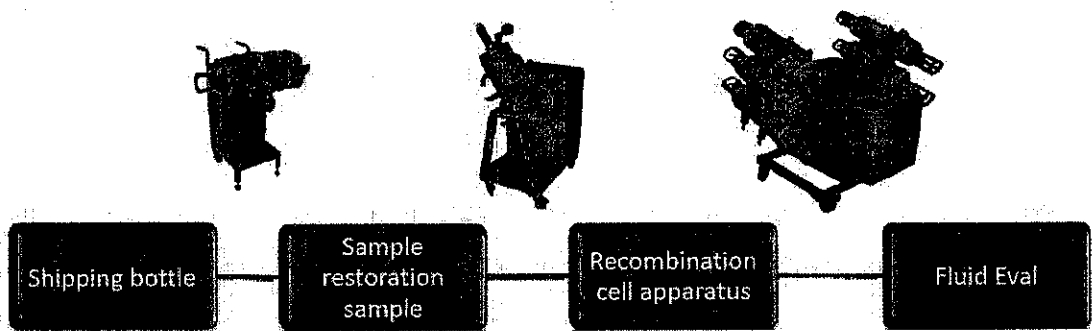 Shipping bottle
Sample
restoration
sample
Recombination
cell apparatus
Fluid Eval